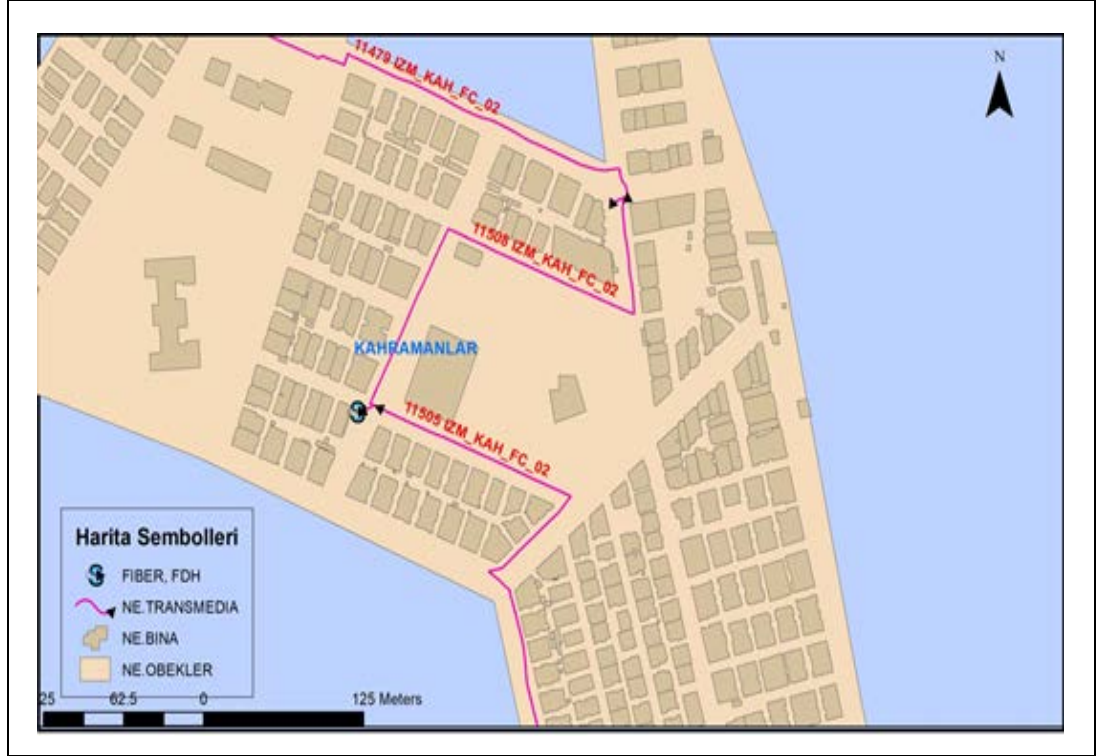 N
11479 IZM_KAH_FC_02
11508 IZM_KAH_FC_02
KAHRAMANLAR
11505 IZM_KAH_FC_02
Harita Sembolleri
FIBER, FDH
NE.TRANSMEDIA
NE.BINA
NE.OBEKLER
25 62.5 0 125 Meters